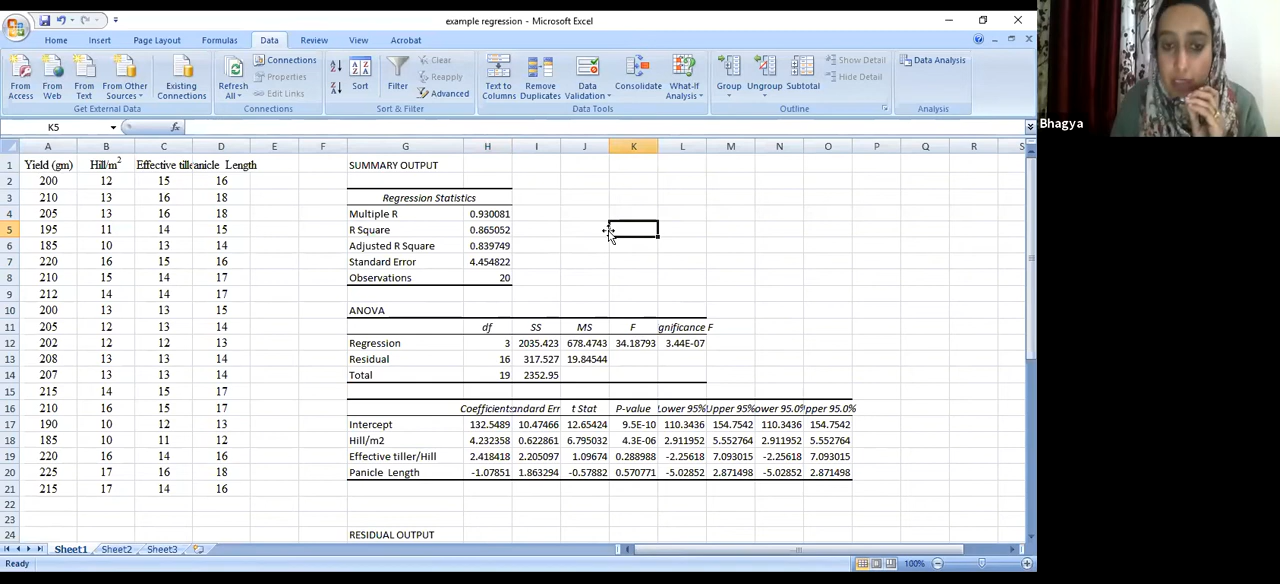 example regression - Microsoft Excel
Home Insert Page Layout Formulas Data Review View Acrobat
From Access From Web From Text From Other Sources Existing Connections Refresh All Connections Properties Edit Links Sort Filter Clear Reapply Advanced Text to Columns Remove Duplicates Data Validation Consolidate What-If Analysis Group Ungroup Subtotal Show Detail Hide Detail Data Analysis
Get External Data Connections Sort & Filter Data Tools Outline Analysis
K5 fx
Bhagya
A B C D E F G H I J K L M N O P Q R S
1 Yield (gm) Hill/m2 Effective tille anicle Length SUMMARY OUTPUT
2 200 12 15 16
3 210 13 16 18 Regression Statistics
4 205 13 16 18 Multiple R 0.930081
5 195 11 14 15 R Square 0.865052
6 185 10 13 14 Adjusted R Square 0.839749
7 220 16 15 16 Standard Error 4.454822
8 210 15 14 17 Observations 20
9 212 14 14 17
10 200 13 13 15 ANOVA
11 205 12 13 14 df SS MS F gnificance F
12 202 12 12 13 Regression 3 2035.423 678.4743 34.18793 3.44E-07
13 208 13 13 14 Residual 16 317.527 19.84544
14 207 13 13 14 Total 19 2352.95
15 215 14 15 17
16 210 16 15 17 Coefficients andard Err t Stat P-value Lower 95% Upper 95% ower 95.0% pper 95.0%
17 190 10 12 13 Intercept 132.5489 10.47466 12.65424 9.5E-10 110.3436 154.7542 110.3436 154.7542
18 185 10 11 12 Hill/m2 4.232358 0.622861 6.795032 4.3E-06 2.911952 5.552764 2.911952 5.552764
19 220 16 14 16 Effective tiller/Hill 2.418418 2.205097 1.09674 0.288988 -2.25618 7.093015 -2.25618 7.093015
20 225 17 16 18 Panicle Length -1.07851 1.863294 -0.57882 0.570771 -5.02852 2.871498 -5.02852 2.871498
21 215 17 14 16
22
23
24 RESIDUAL OUTPUT
Sheet1 Sheet2 Sheet3
Ready 100%